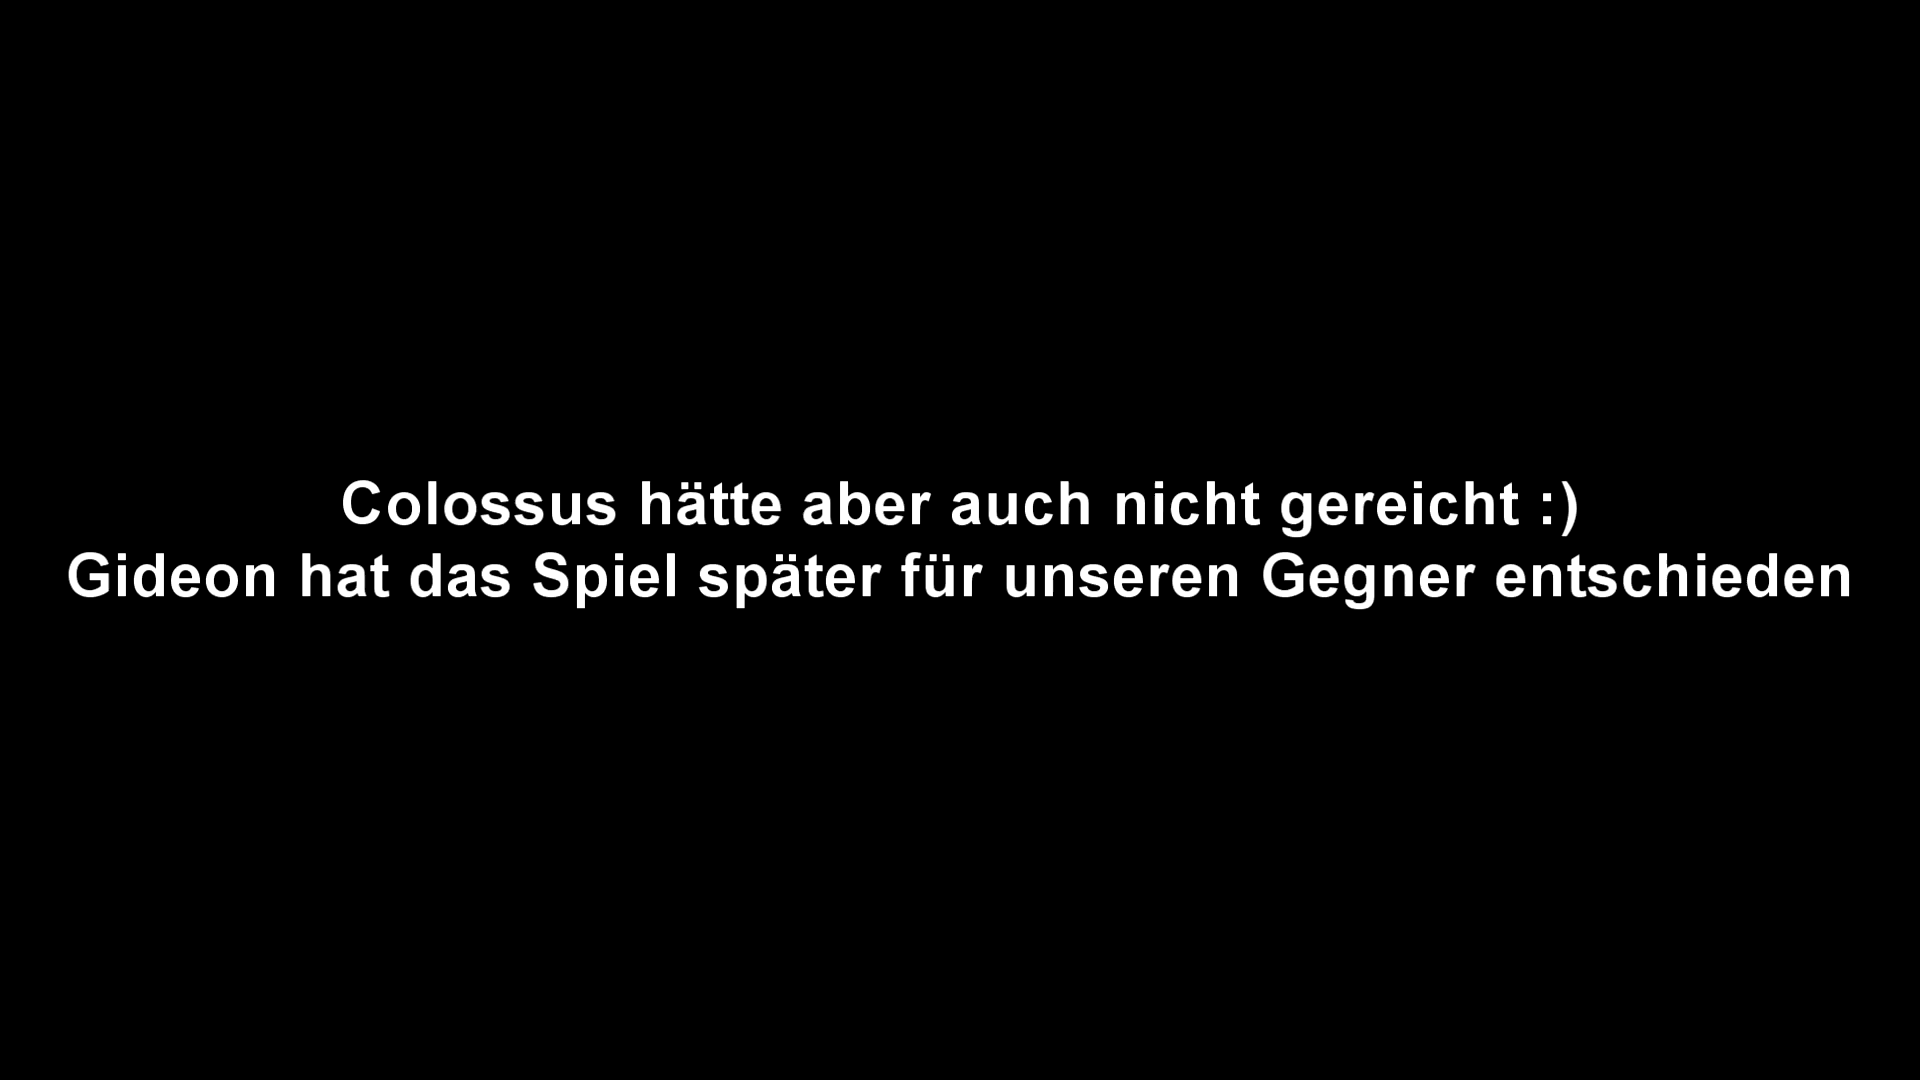 Colossus hätte aber auch nicht gereicht :)
Gideon hat das Spiel später für unseren Gegner entschieden